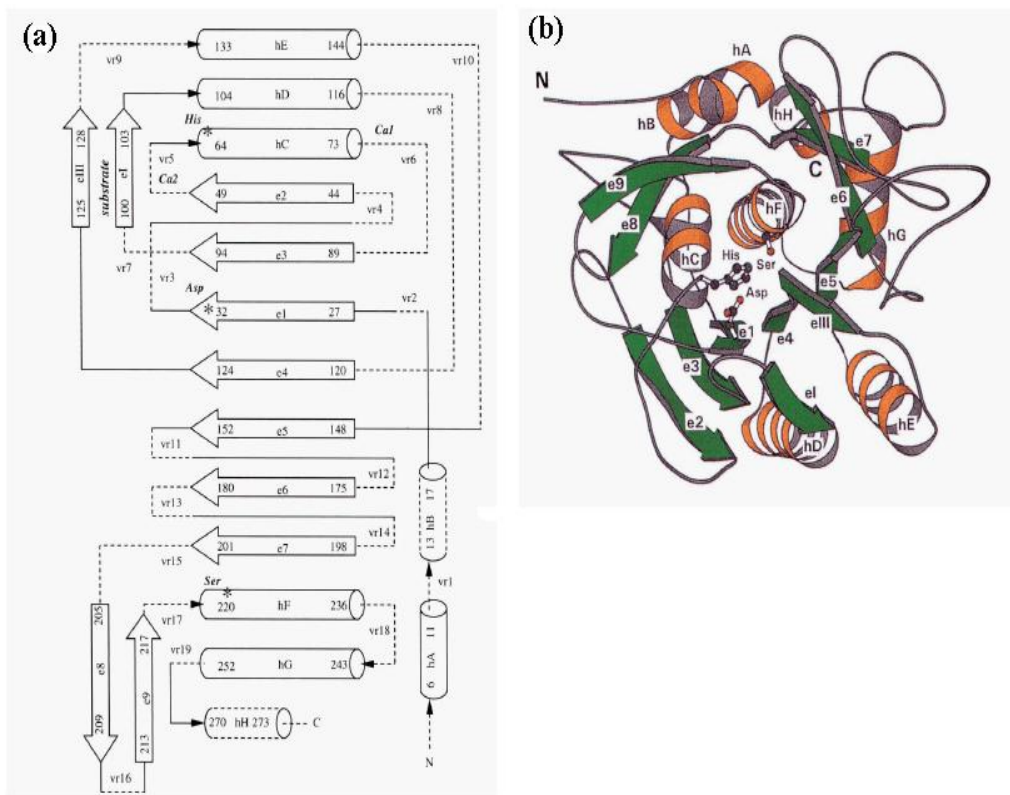 (a)
133 hE 144
vr9
vr10
104 hD 116
His
*
64 hC 73
Ca1
vr8
128
eIII
125
103
eI
100
substrate
vr5
vr6
Ca2
49 e2 44
vr4
94 e3 89
vr7
vr3
Asp
*
32 e1 27
vr2
124 e4 120
152 e5 148
vr11
vr12
180 e6 175
vr13
vr14
201 e7 198
vr15
17
hB
13
vr1
11
hA
6
N
Ser
*
220 hF 236
vr17
vr18
205
e8
209
217
e9
213
vr19
252 hG 243
270 hH 273
C
vr16
(b)
N
hA
hB
hH
e7
C
e9
e6
hF
e8
hG
hC
His
Ser
e5
Asp
e1
e4
eIII
e3
eI
e2
hD
hE